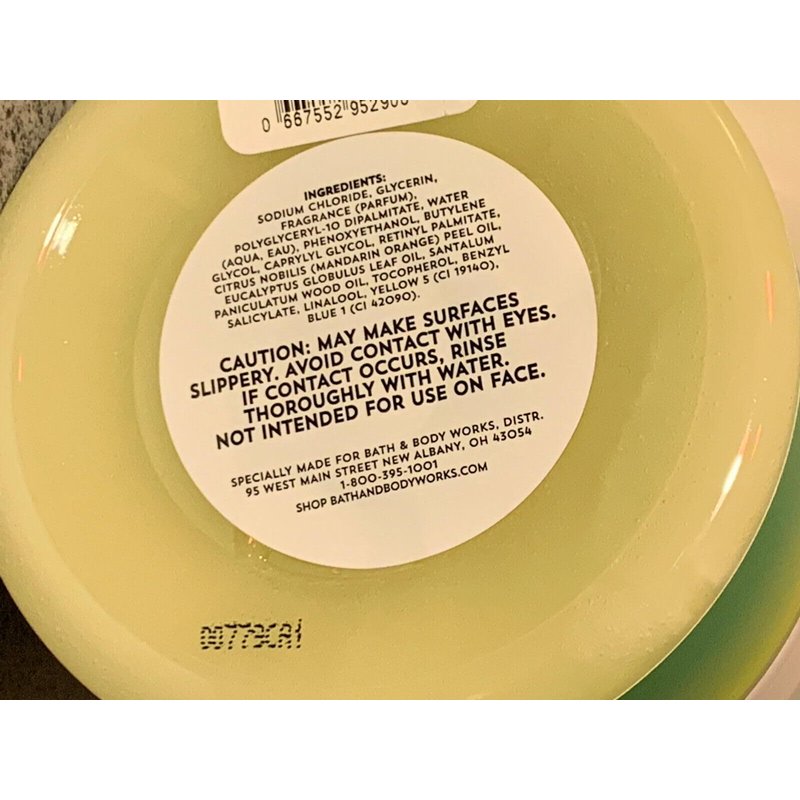 0 667552 952906
INGREDIENTS:
SODIUM CHLORIDE, GLYCERIN,
FRAGRANCE (PARFUM),
POLYGLYCERYL-10 DIPALMITATE, WATER
(AQUA, EAU), PHENOXYETHANOL, BUTYLENE
GLYCOL, CAPRYLYL GLYCOL, RETINYL PALMITATE,
CITRUS NOBILIS (MANDARIN ORANGE) PEEL OIL,
EUCALYPTUS GLOBULUS LEAF OIL, SANTALUM
PANICULATUM WOOD OIL, TOCOPHEROL, BENZYL
SALICYLATE, LINALOOL, YELLOW 5 (CI 19140),
BLUE 1 (CI 42090).
CAUTION: MAY MAKE SURFACES
SLIPPERY. AVOID CONTACT WITH EYES.
IF CONTACT OCCURS, RINSE
THOROUGHLY WITH WATER.
NOT INTENDED FOR USE ON FACE.
SPECIALLY MADE FOR BATH & BODY WORKS, DISTR.
95 WEST MAIN STREET NEW ALBANY, OH 43054
1-800-395-1001
SHOP BATHANDBODYWORKS.COM
00779CA1